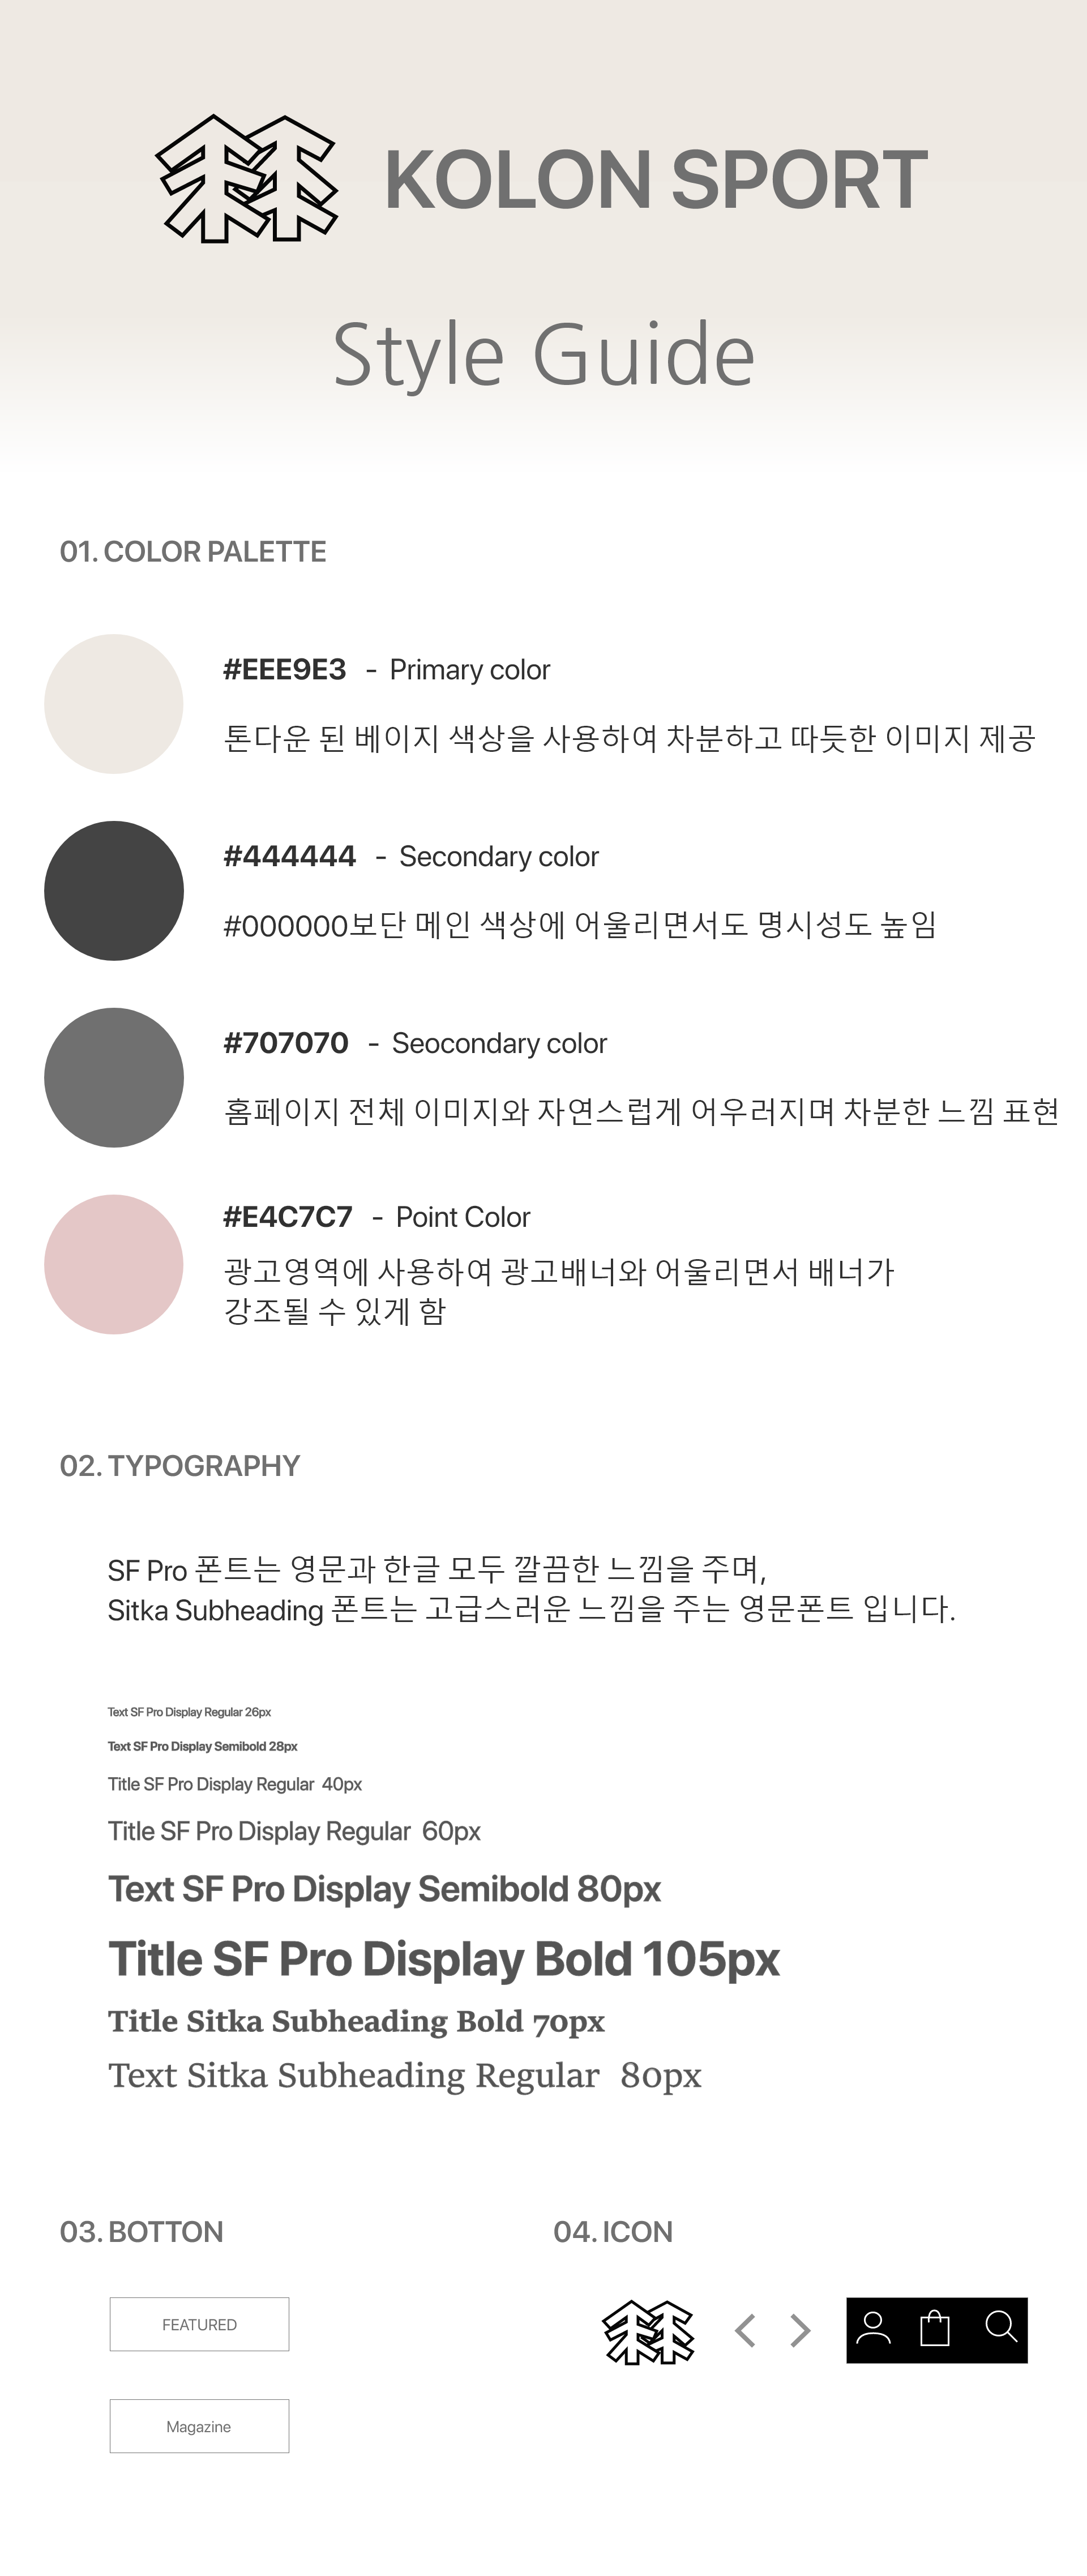 KOLON SPORT
Style Guide
01. COLOR PALETTE
#EEE9E3 - Primary color
톤다운 된 베이지 색상을 사용하여 차분하고 따듯한 이미지 제공
#444444 - Secondary color
#000000보단 메인 색상에 어울리면서도 명시성도 높임
#707070 - Seocondary color
홈페이지 전체 이미지와 자연스럽게 어우러지며 차분한 느낌 표현
#E4C7C7 - Point Color
광고영역에 사용하여 광고배너와 어울리면서 배너가
강조될 수 있게 함
02. TYPOGRAPHY
SF Pro 폰트는 영문과 한글 모두 깔끔한 느낌을 주며,
Sitka Subheading 폰트는 고급스러운 느낌을 주는 영문폰트 입니다.
Text SF Pro Display Regular 26px
Text SF Pro Display Semibold 28px
Title SF Pro Display Regular 40px
Title SF Pro Display Regular 60px
Text SF Pro Display Semibold 80px
Title SF Pro Display Bold 105px
Title Sitka Subheading Bold 70px
Text Sitka Subheading Regular 80px
03. BOTTON
04. ICON
FEATURED
Magazine